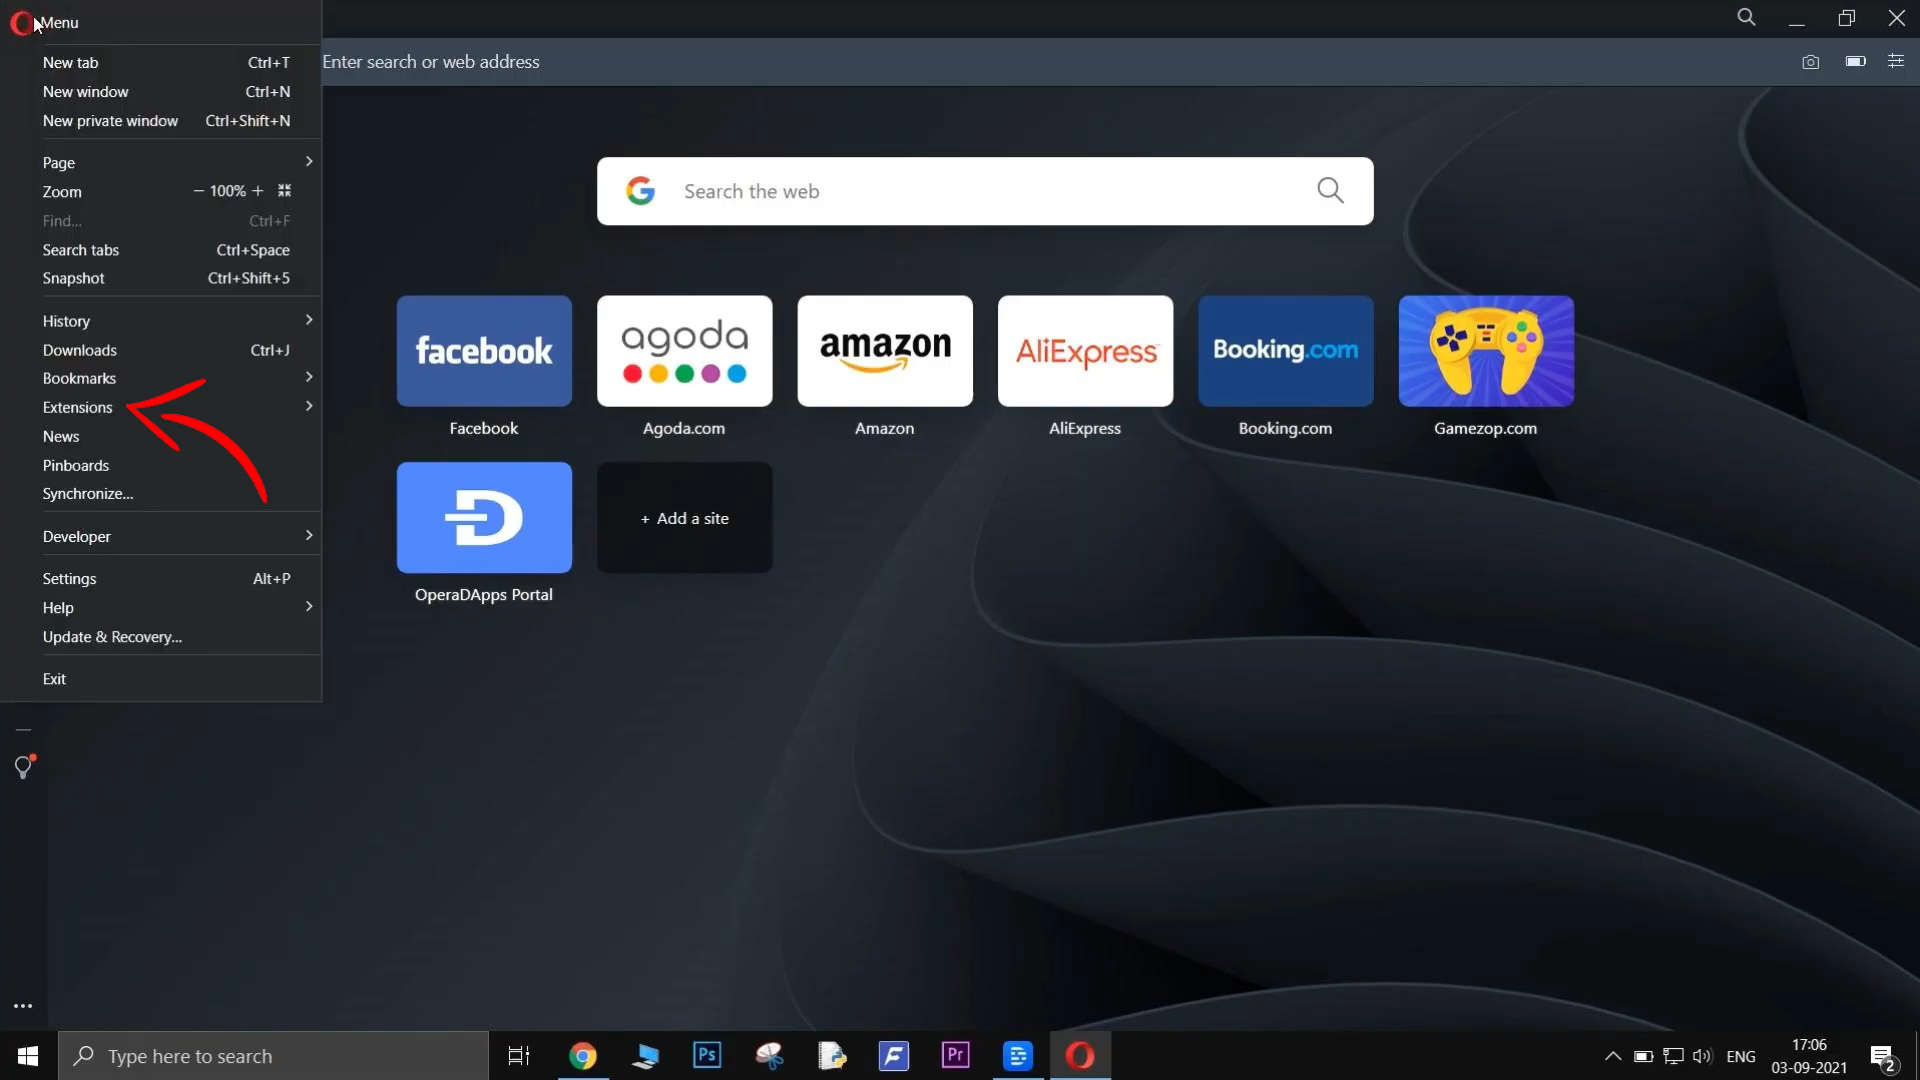 Menu
New tab Ctrl+T
New window Ctrl+N
New private window Ctrl+Shift+N
Page
Zoom − 100% +
Find... Ctrl+F
Search tabs Ctrl+Space
Snapshot Ctrl+Shift+5
History
Downloads Ctrl+J
Bookmarks
Extensions
News
Pinboards
Synchronize...
Developer
Settings Alt+P
Help
Update & Recovery...
Exit
Enter search or web address
Search the web
facebook
agoda
amazon
AliExpress
Booking.com
Facebook
Agoda.com
Amazon
AliExpress
Booking.com
Gamezop.com
+ Add a site
OperaDApps Portal
Type here to search
Ps
F
Pr
ENG
17:06
03-09-2021
2